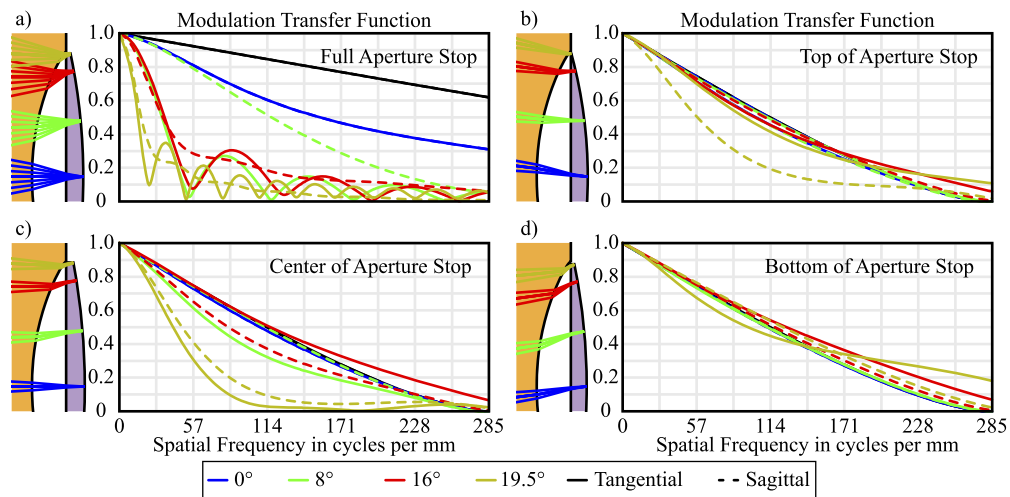 a) Modulation Transfer Function
Full Aperture Stop
1.0
0.8
0.6
0.4
0.2
0
b) Modulation Transfer Function
Top of Aperture Stop
1.0
0.8
0.6
0.4
0.2
0
c)
Center of Aperture Stop
1.0
0.8
0.6
0.4
0.2
0
0 57 114 171 228 285
Spatial Frequency in cycles per mm
d)
Bottom of Aperture Stop
1.0
0.8
0.6
0.4
0.2
0
0 57 114 171 228 285
Spatial Frequency in cycles per mm
0° 8° 16° 19.5° Tangential Sagittal